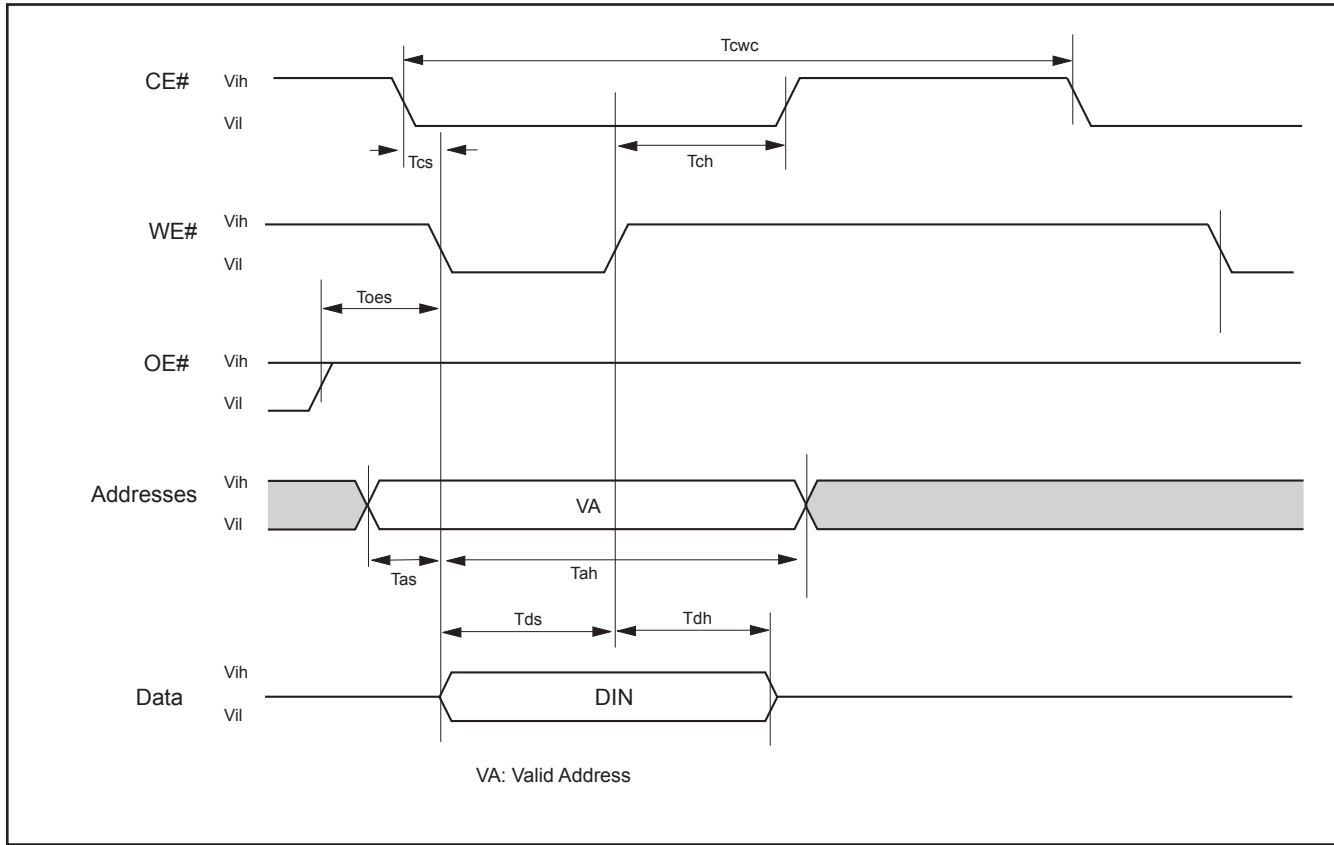 Tcwc
CE# Vih
Vil
Tcs Tch
WE# Vih
Vil
Toes
OE# Vih
Vil
Addresses Vih
VA
Vil
Tas Tah
Tds Tdh
Vih
Data DIN
Vil
VA: Valid Address